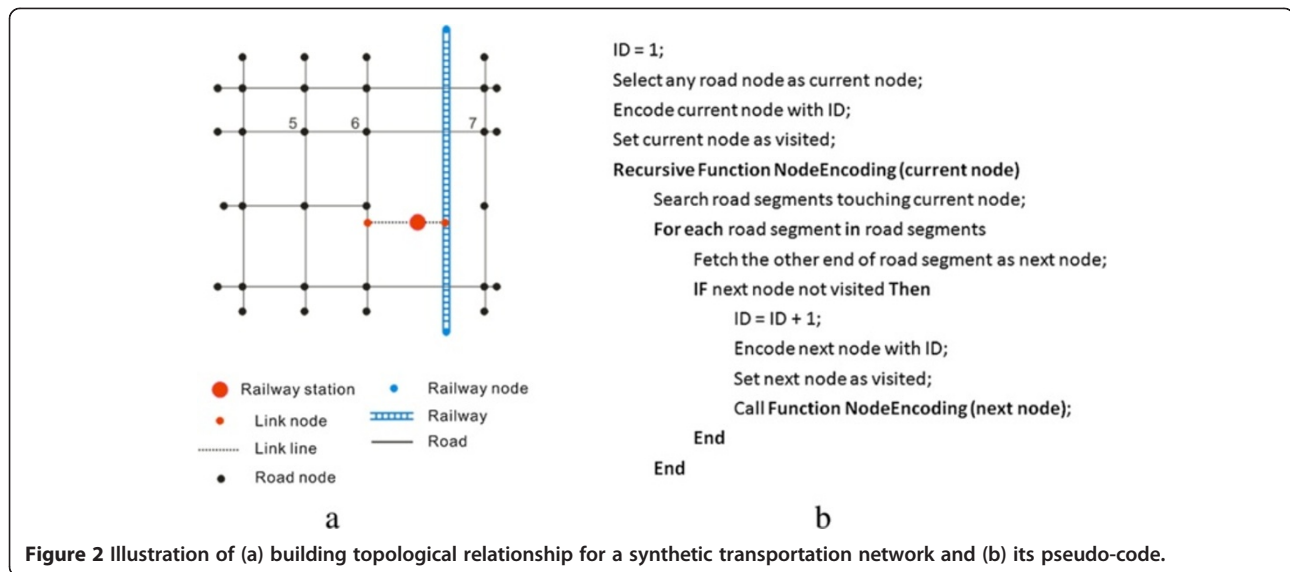 5 6 7
Railway station
Railway node
Link node
Railway
Link line
Road
Road node
a
ID = 1;
Select any road node as current node;
Encode current node with ID;
Set current node as visited;
Recursive Function NodeEncoding (current node)
Search road segments touching current node;
For each road segment in road segments
Fetch the other end of road segment as next node;
IF next node not visited Then
ID = ID + 1;
Encode next node with ID;
Set next node as visited;
Call Function NodeEncoding (next node);
End
End
b
Figure 2 Illustration of (a) building topological relationship for a synthetic transportation network and (b) its pseudo-code.